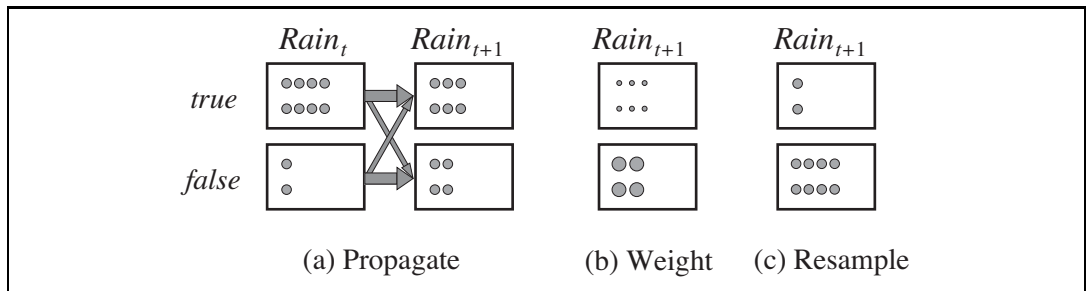 Rain_t Rain_{t+1} Rain_{t+1} Rain_{t+1}
true
false
(a) Propagate (b) Weight (c) Resample